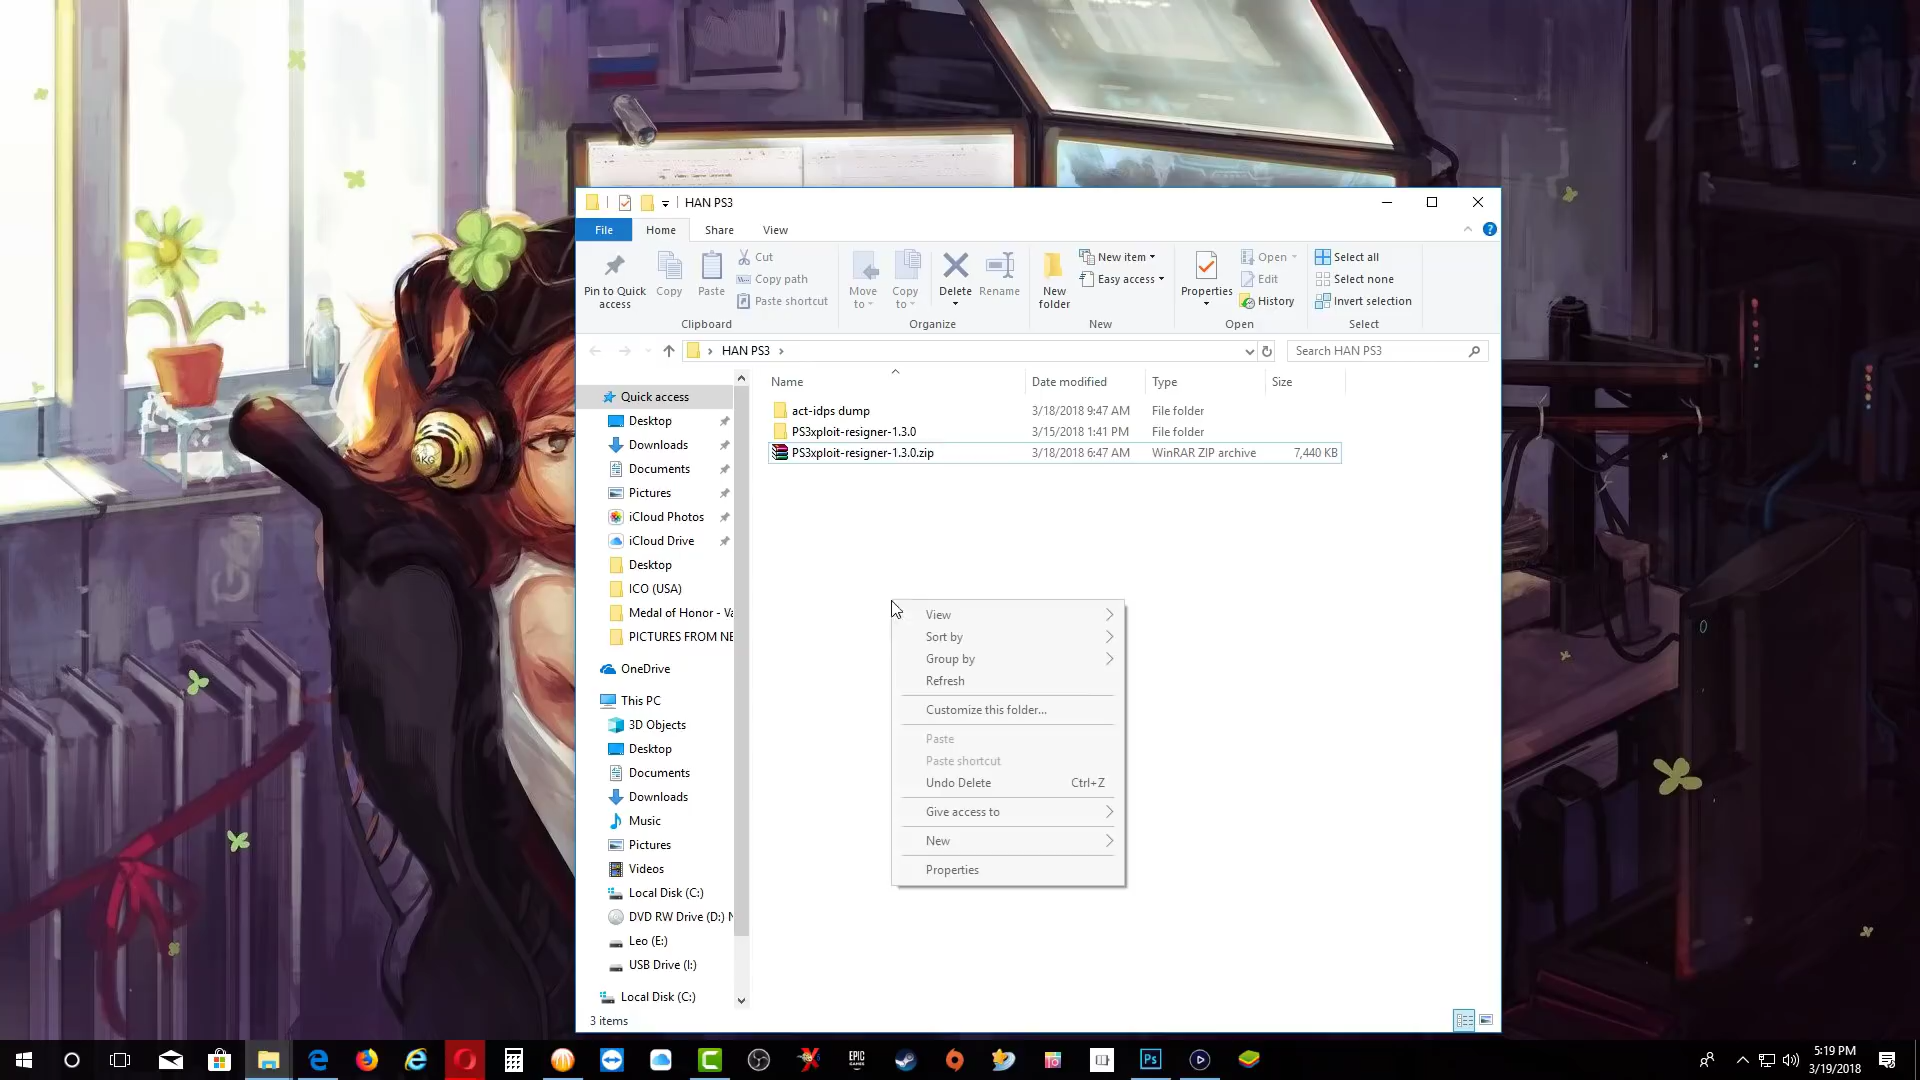 HAN PS3
File
Home
Share
View
Pin to Quick access
Copy
Paste
Cut
Copy path
Paste shortcut
Clipboard
Move to
Copy to
Delete
Rename
Organize
New folder
New item
Easy access
New
Properties
Open
Edit
History
Open
Select all
Select none
Invert selection
Select
HAN PS3
Search HAN PS3
Name
Date modified
Type
Size
act-idps dump 3/18/2018 9:47 AM File folder
PS3xploit-resigner-1.3.0 3/15/2018 1:41 PM File folder
PS3xploit-resigner-1.3.0.zip 3/18/2018 6:47 AM WinRAR ZIP archive 7,440 KB
Quick access
Desktop
Downloads
Documents
Pictures
iCloud Photos
iCloud Drive
Desktop
ICO (USA)
Medal of Honor - Va
PICTURES FROM NE
OneDrive
This PC
3D Objects
Desktop
Documents
Downloads
Music
Pictures
Videos
Local Disk (C:)
DVD RW Drive (D:) N
Leo (E:)
USB Drive (I:)
Local Disk (C:)
View
Sort by
Group by
Refresh
Customize this folder...
Paste
Paste shortcut
Undo Delete Ctrl+Z
Give access to
New
Properties
3 items
AKG
EPIC GAMES
Ps
5:19 PM
3/19/2018